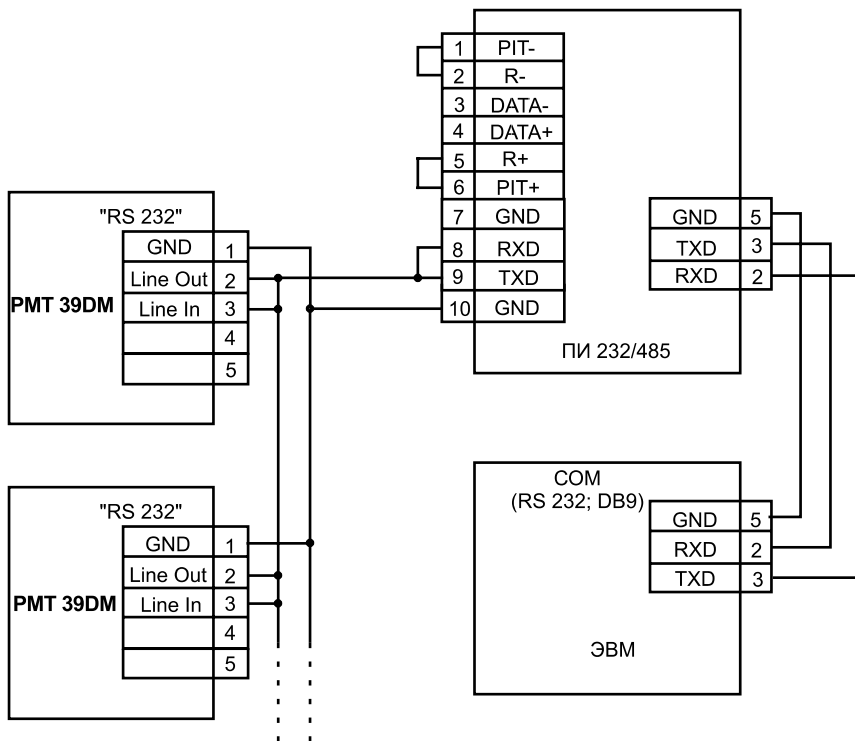 1 PIT-
2 R-
3 DATA-
4 DATA+
5 R+
6 PIT+
7 GND
8 RXD
9 TXD
10 GND
GND 5
TXD 3
RXD 2
ПИ 232/485
"RS 232"
GND 1
Line Out 2
PMT 39DM
Line In 3
4
5
COM
(RS 232; DB9)
GND 5
RXD 2
TXD 3
ЭВМ
"RS 232"
GND 1
Line Out 2
PMT 39DM
Line In 3
4
5